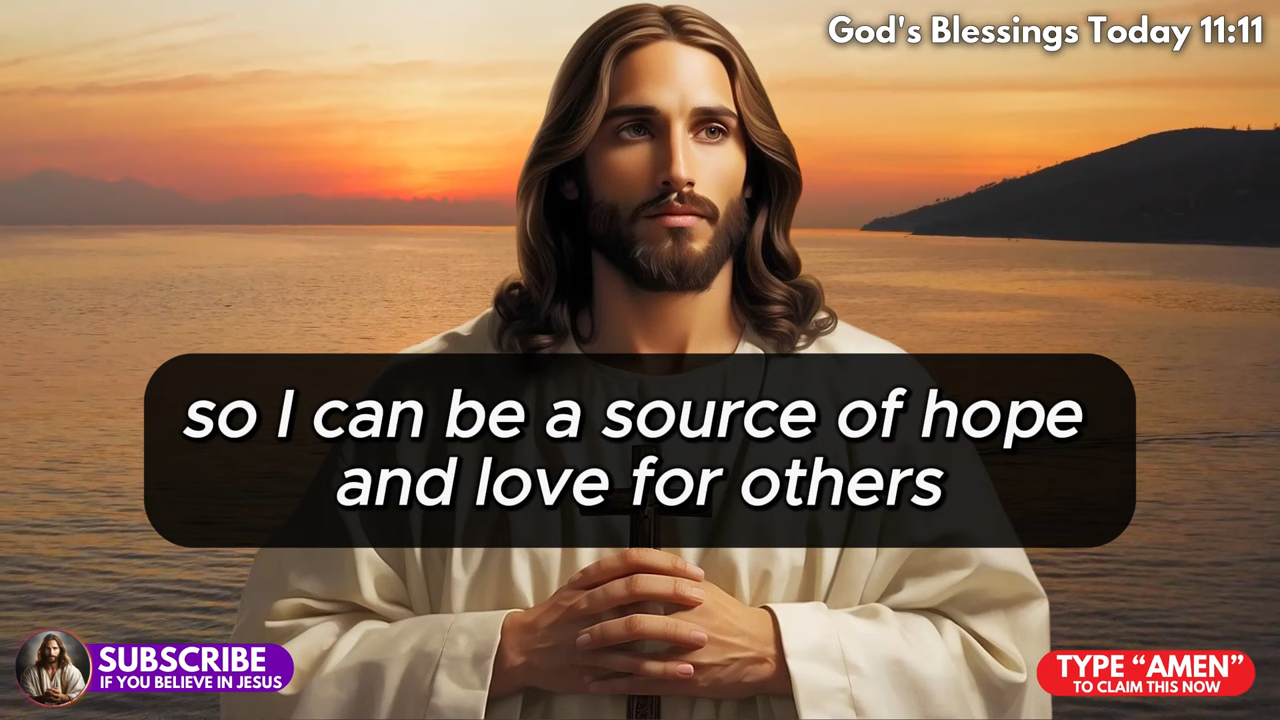 God's Blessings Today 11:11
so I can be a source of hope
and love for others
SUBSCRIBE
IF YOU BELIEVE IN JESUS
TYPE “AMEN”
TO CLAIM THIS NOW